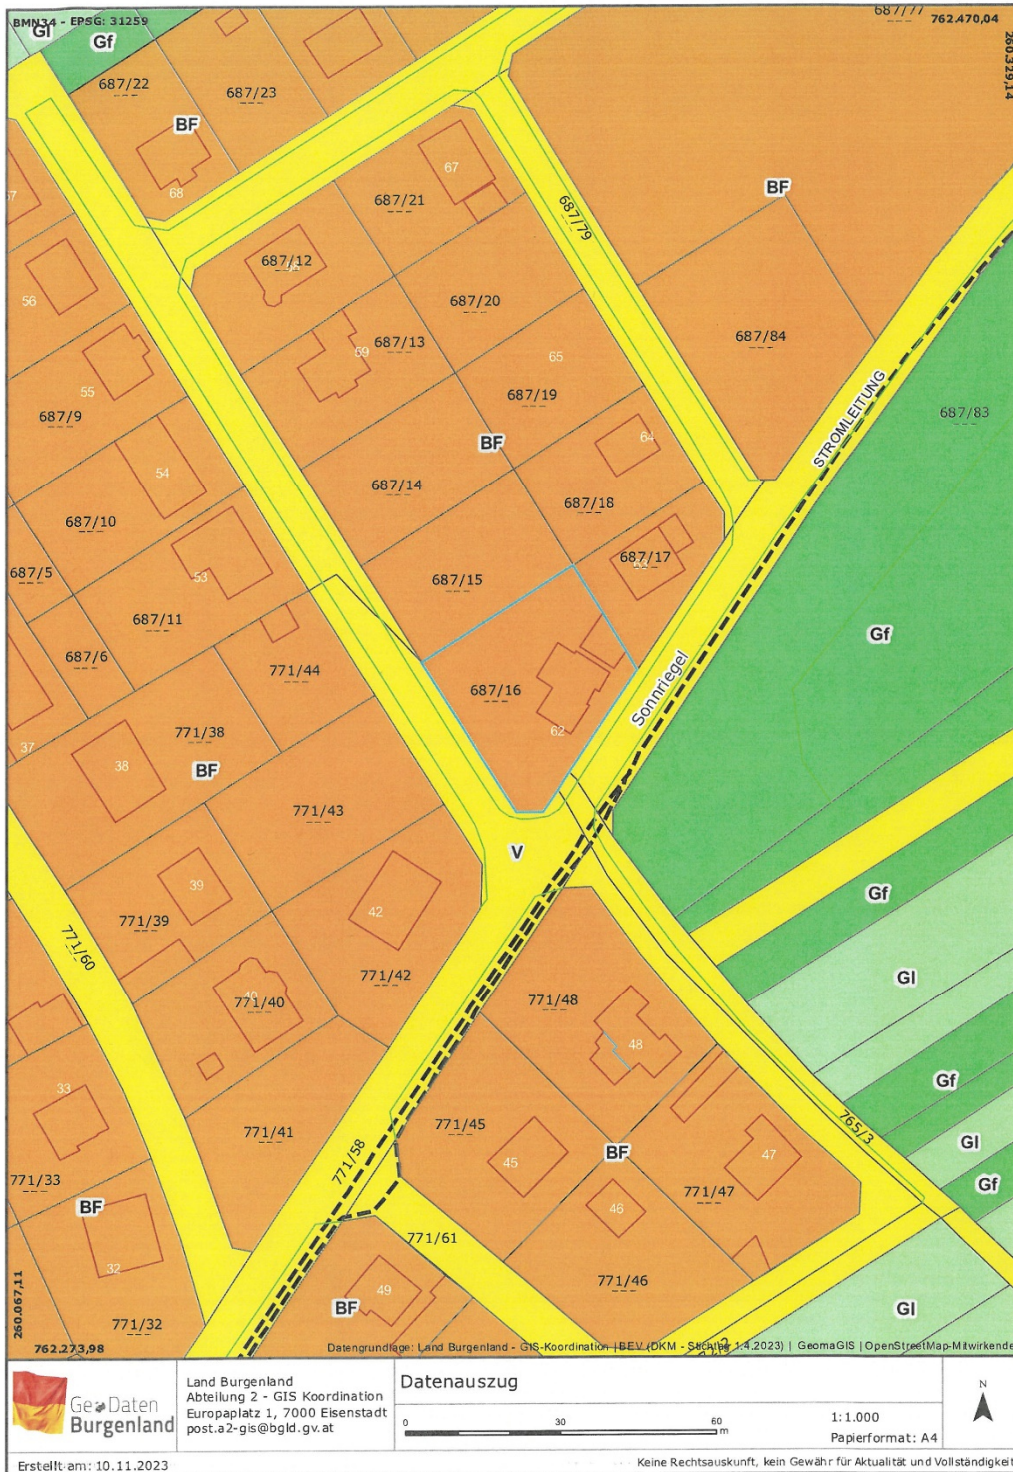 BMN34 - EPSG: 31259
687/77
762.470,04
260.329,14
Gl
Gf
687/22
687/23
BF
68
67
687/21
BF
687/79
57
687/12
56
687/20
59
687/13
687/84
65
687/19
STROMLEITUNG
687/83
55
687/9
BF
64
54
687/14
687/18
687/10
687/17
687/5
53
687/15
687/11
Gf
687/6
771/44
687/16
Sonnriegel
62
37
771/38
38
BF
771/43
V
39
Gf
42
771/39
771/60
771/42
Gl
771/40
771/48
48
Gf
33
765/3
771/41
771/45
Gl
45
BF
47
771/58
771/33
Gf
771/47
BF
46
771/61
32
771/46
49
BF
Gl
260.067,11
771/32
762.273,98
Datengrundlage: Land Burgenland - GIS-Koordination | BEV (DKM - Stichtag 1.4.2023) | GeomaGIS | OpenStreetMap-Mitwirkende
GeoDaten
Burgenland
Land Burgenland
Abteilung 2 - GIS Koordination
Europaplatz 1, 7000 Eisenstadt
post.a2-gis@bgld.gv.at
Datenauszug
0 30 60
m
1:1.000
Papierformat: A4
N
Erstellt am: 10.11.2023
Keine Rechtsauskunft, kein Gewähr für Aktualität und Vollständigkeit